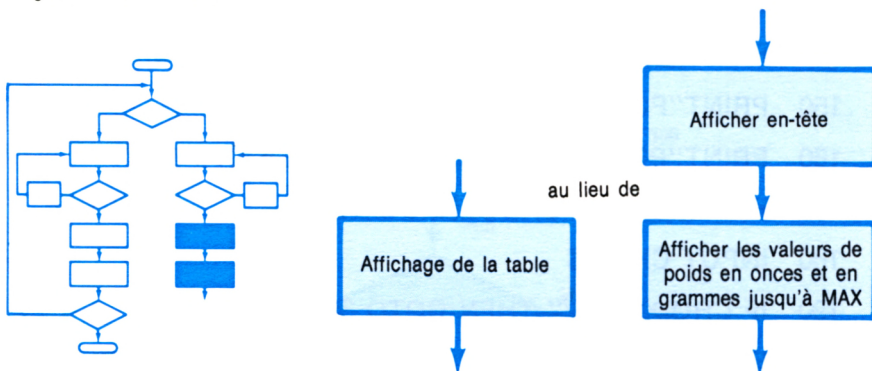 Afficher en-tête
au lieu de
Affichage de la table
Afficher les valeurs de
poids en onces et en
grammes jusqu'à MAX